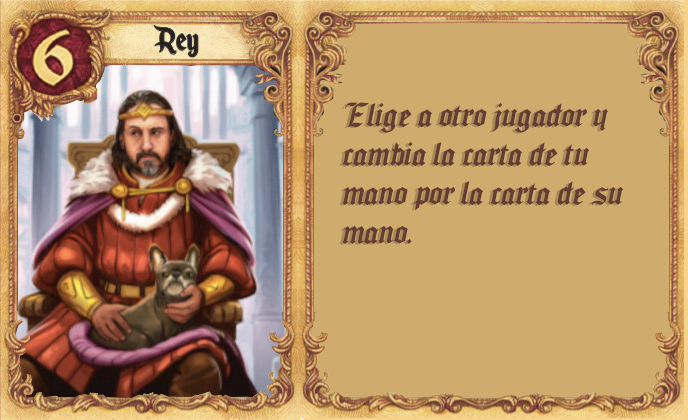 6
Rey
Elige a otro jugador y
cambia la carta de tu
mano por la carta de su
mano.